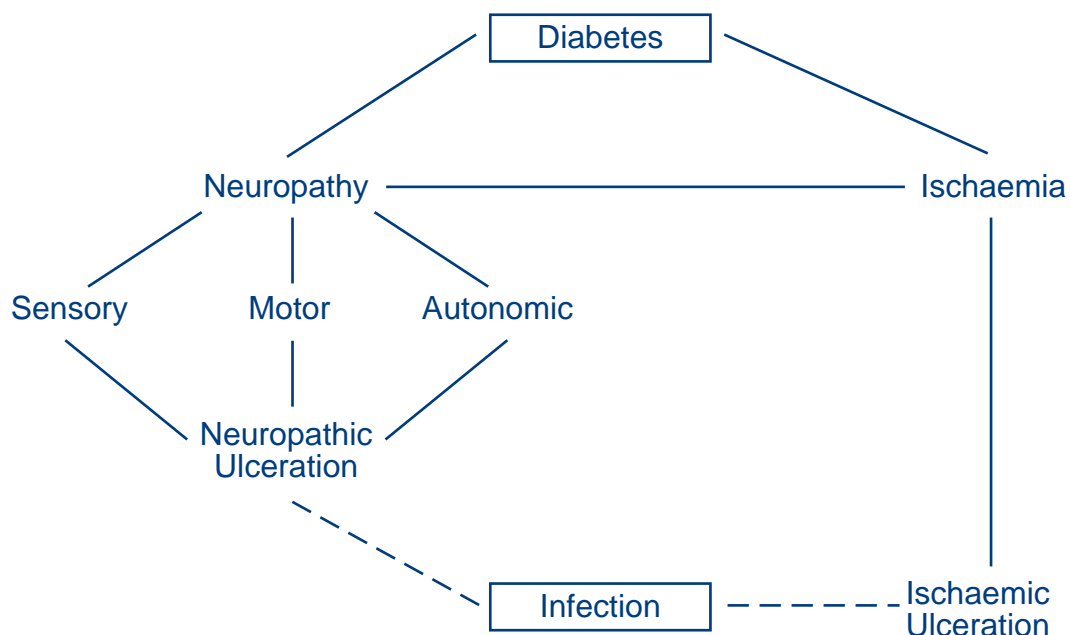 Diabetes
Neuropathy
Ischaemia
Sensory
Motor
Autonomic
Neuropathic
Ulceration
Infection
Ischaemic
Ulceration